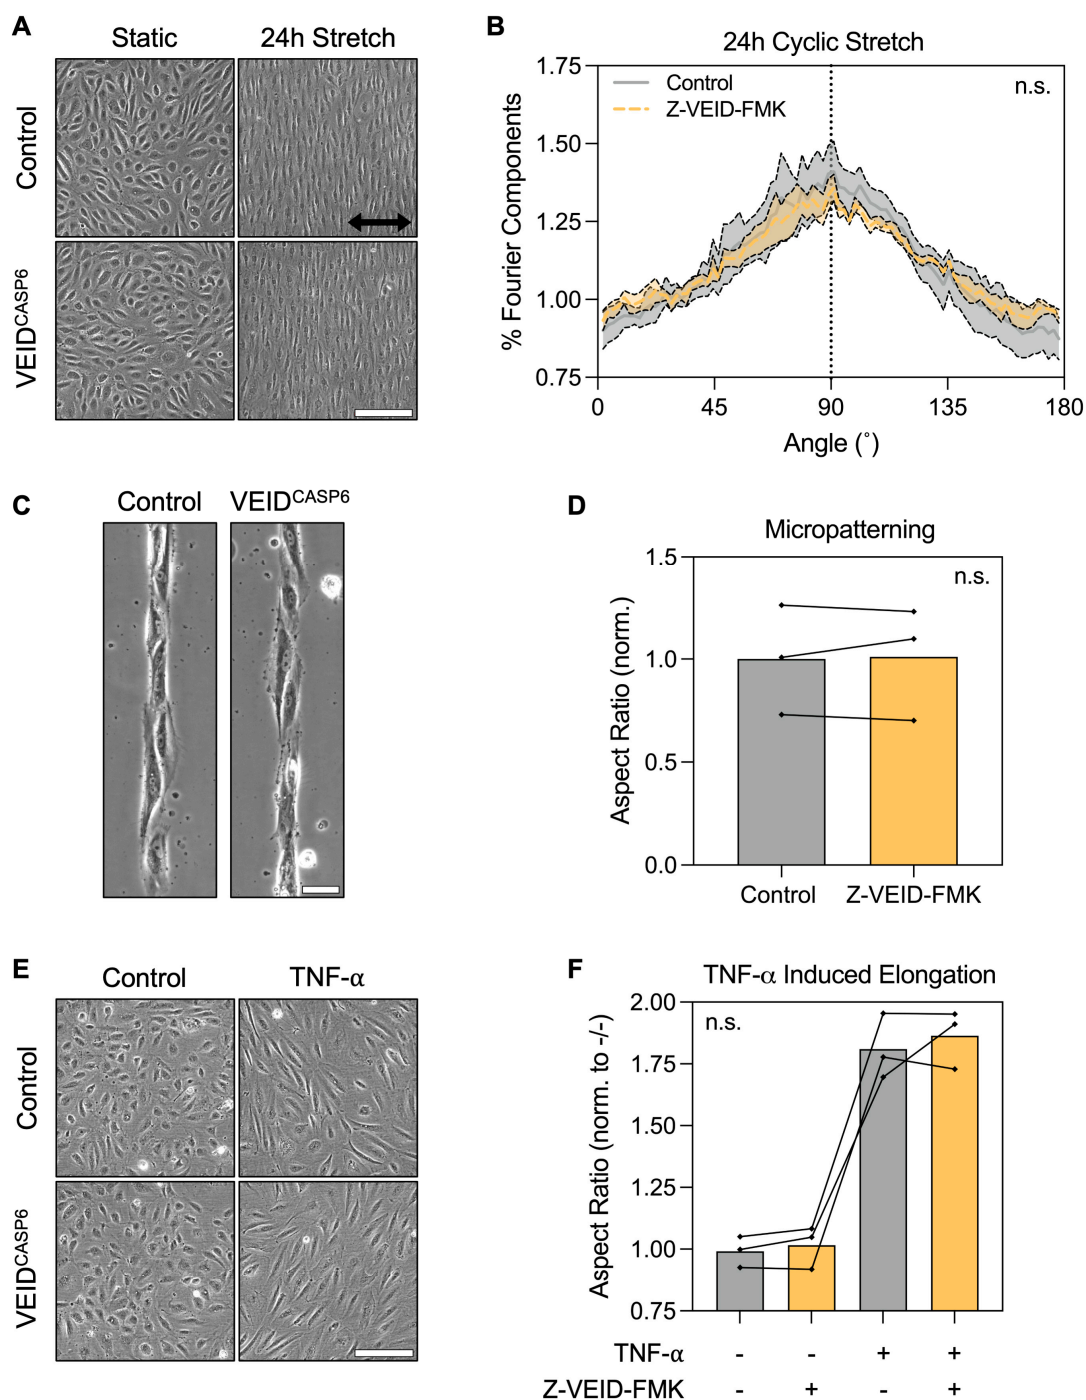 A
Static
24h Stretch
Control
VEID^CASP6
B
24h Cyclic Stretch
Control
Z-VEID-FMK
n.s.
% Fourier Components
1.75
1.50
1.25
1.00
0.75
0
45
90
135
180
Angle (˚)
C
Control
VEID^CASP6
D
Micropatterning
n.s.
Aspect Ratio (norm.)
1.5
1.0
0.5
0.0
Control
Z-VEID-FMK
E
Control
TNF-α
Control
VEID^CASP6
F
TNF-α Induced Elongation
n.s.
Aspect Ratio (norm. to -/-)
2.00
1.75
1.50
1.25
1.00
0.75
TNF-α - - + +
Z-VEID-FMK - + - +